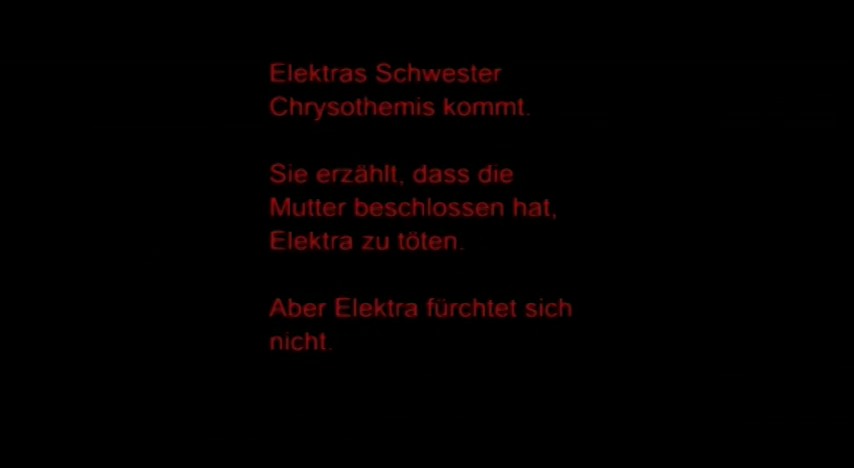 Elektras Schwester
Chrysothemis kommt.
Sie erzählt, dass die
Mutter beschlossen hat,
Elektra zu töten.
Aber Elektra fürchtet sich
nicht.